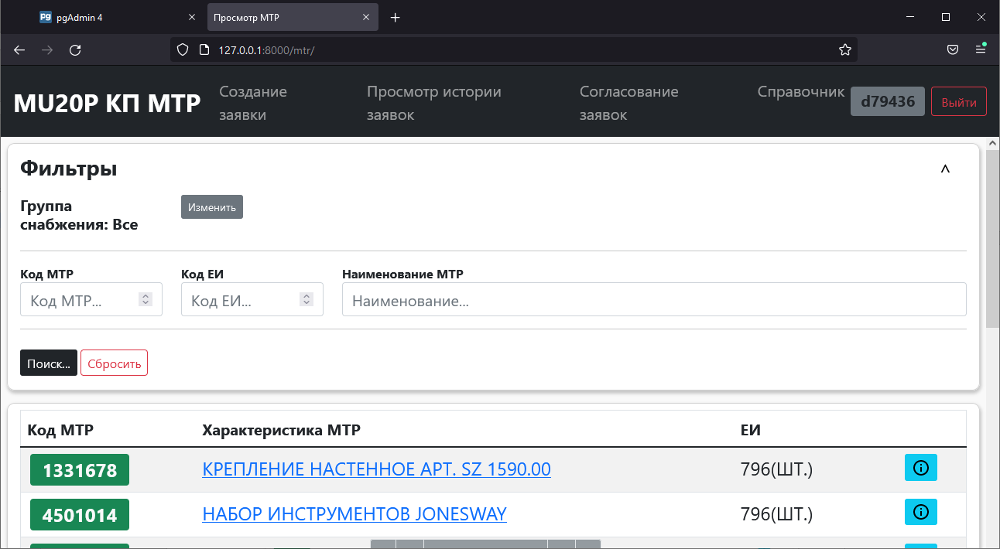 pgAdmin 4
Просмотр МТР
127.0.0.1:8000/mtr/
MU20P КП МТР
Создание
заявки
Просмотр истории
заявок
Согласование
заявок
Справочник
d79436
Выйти
Фильтры
Группа
снабжения: Все
Изменить
Код МТР
Код ЕИ
Наименование МТР
Код МТР...
Код ЕИ...
Наименование...
Поиск...
Сбросить
Код МТР
Характеристика МТР
ЕИ
1331678
КРЕПЛЕНИЕ НАСТЕННОЕ АРТ. SZ 1590.00
796(ШТ.)
4501014
НАБОР ИНСТРУМЕНТОВ JONESWAY
796(ШТ.)